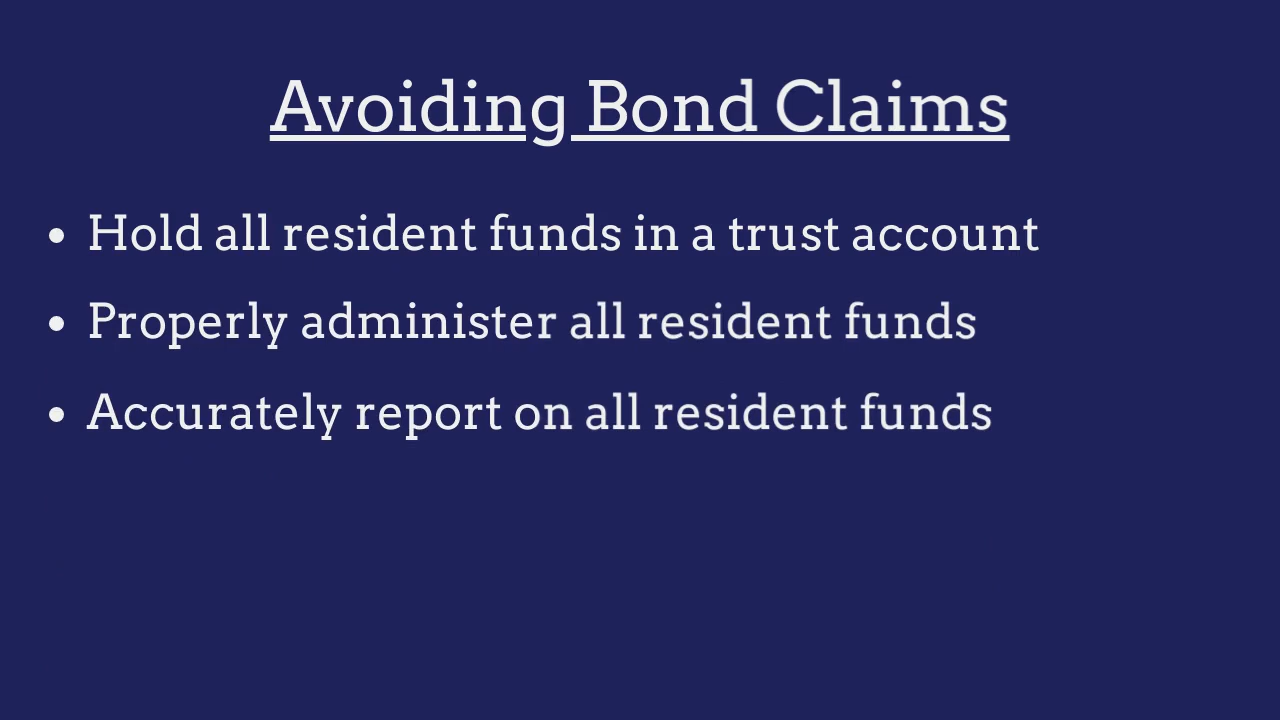 Avoiding Bond Claims
• Hold all resident funds in a trust account
• Properly administer all resident funds
• Accurately report on all resident funds